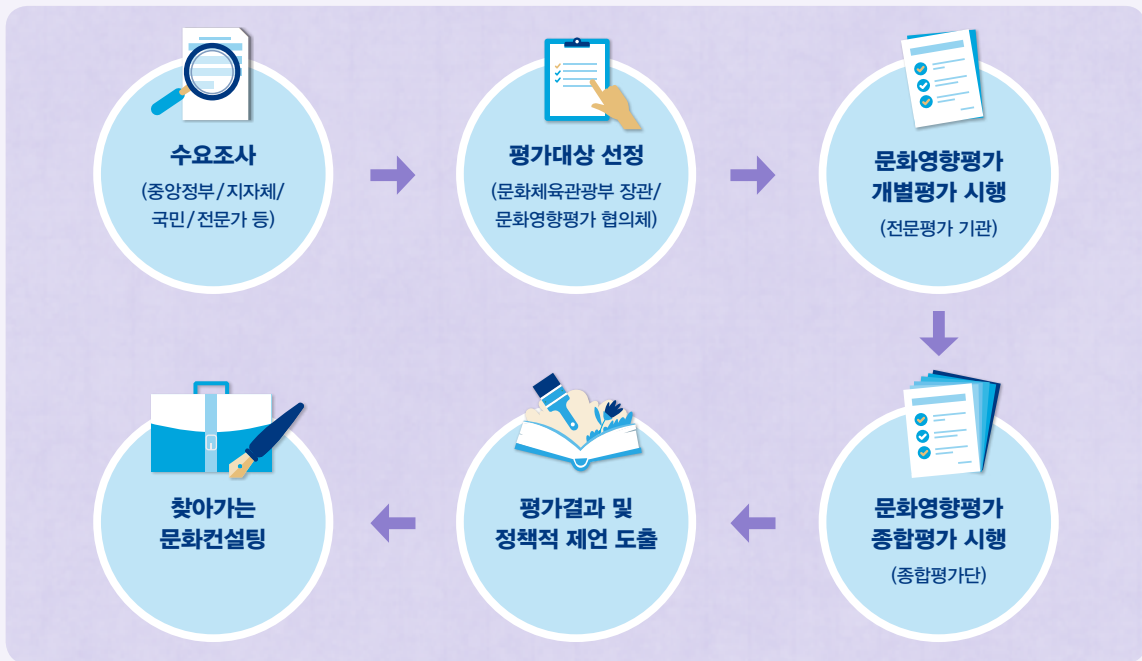 수요조사
(중앙정부/지자체/
국민/전문가 등)
평가대상 선정
(문화체육관광부 장관/
문화영향평가 협의체)
문화영향평가
개별평가 시행
(전문평가 기관)
문화영향평가
종합평가 시행
(종합평가단)
평가결과 및
정책적 제언 도출
찾아가는
문화컨설팅